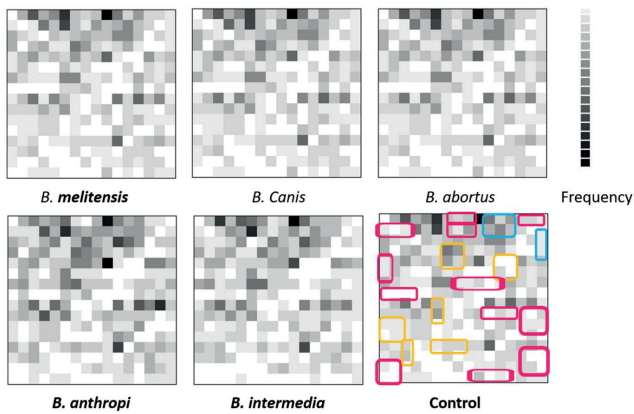 B. melitensis
B. Canis
B. abortus
Frequency
B. anthropi
B. intermedia
Control